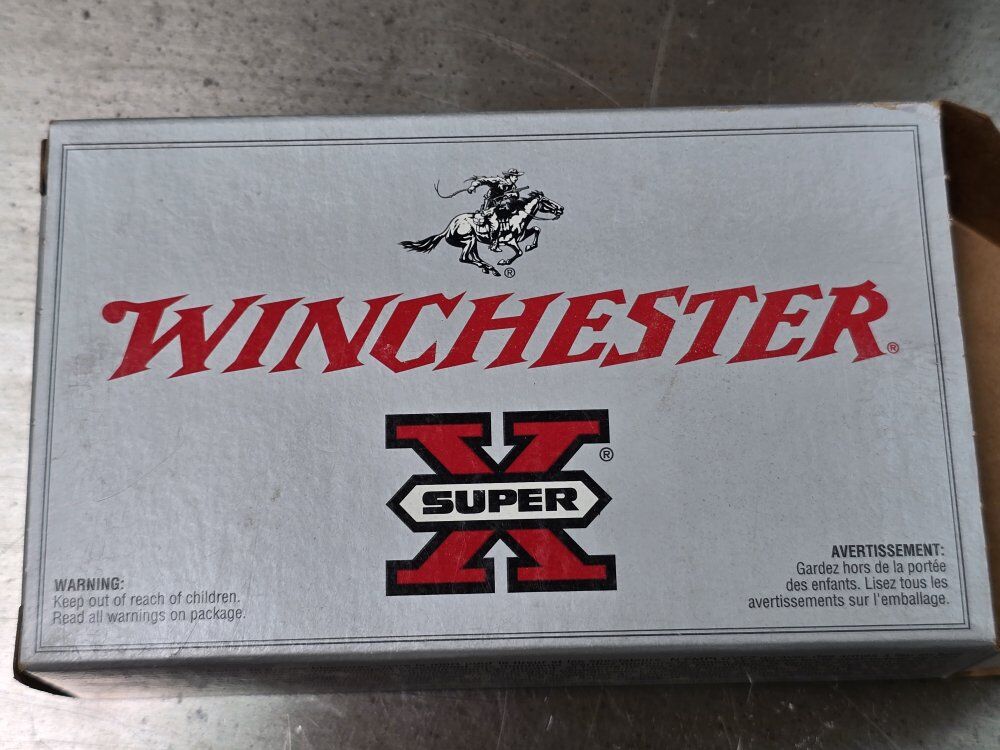 ®
WINCHESTER®
X®
SUPER
WARNING:
Keep out of reach of children.
Read all warnings on package.
AVERTISSEMENT:
Gardez hors de la portée
des enfants. Lisez tous les
avertissements sur l'emballage.